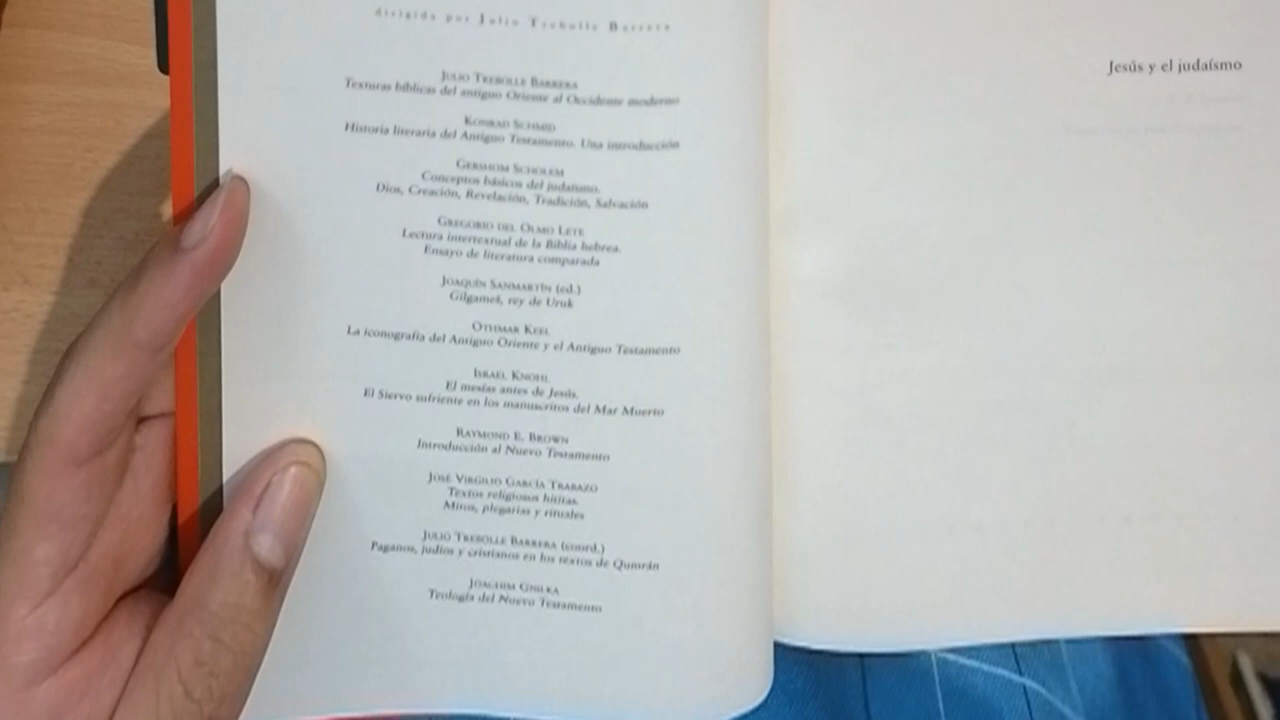 dirigida por Julio Trebolle Barrera
JULIO TREBOLLE BARRERA
Texturas bíblicas del antiguo Oriente al Occidente moderno
KONRAD SCHMID
Historia literaria del Antiguo Testamento. Una introducción
GERSHOM SCHOLEM
Conceptos básicos del judaísmo.
Dios, Creación, Revelación, Tradición, Salvación
GREGORIO DEL OLMO LETE
Lectura intertextual de la Biblia hebrea.
Ensayo de literatura comparada
JOAQUÍN SANMARTÍN (ed.)
Gilgameš, rey de Uruk
OTHMAR KEEL
La iconografía del Antiguo Oriente y el Antiguo Testamento
ISRAEL KNOHL
El mesías antes de Jesús.
El Siervo sufriente en los manuscritos del Mar Muerto
RAYMOND E. BROWN
Introducción al Nuevo Testamento
JOSÉ VIRGILIO GARCÍA TRABAZO
Textos religiosos hititas.
Mitos, plegarias y rituales
JULIO TREBOLLE BARRERA (coord.)
Paganos, judíos y cristianos en los textos de Qumrán
JOACHIM GNILKA
Teología del Nuevo Testamento
Jesús y el judaísmo